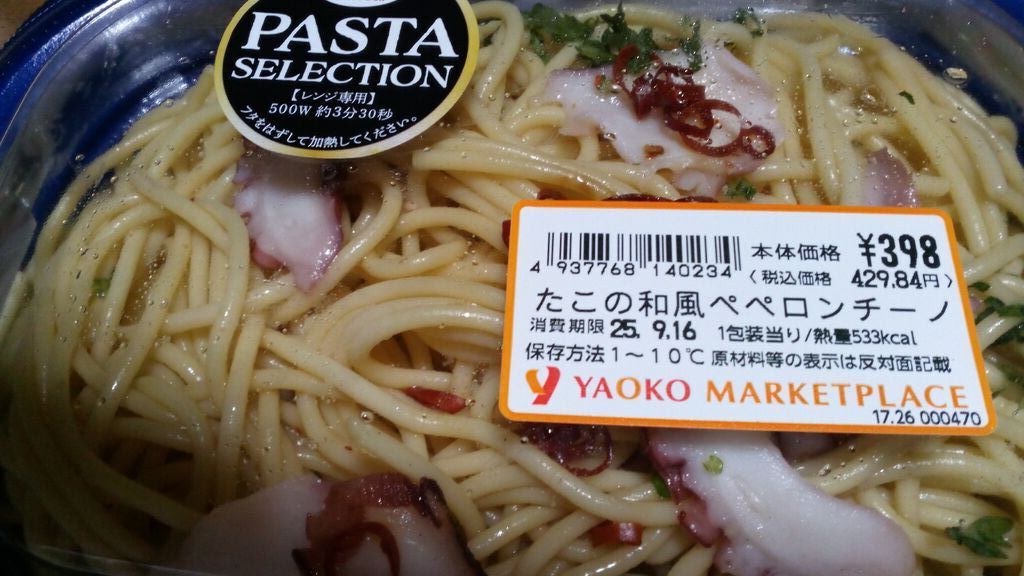 PASTA
SELECTION
【レンジ専用】
500W 約3分30秒
フタをはずして加熱してください。
4 937768 140234
本体価格 ¥398
〈税込価格 429.84円〉
たこの和風ペペロンチーノ
消費期限 25. 9.16 1包装当り/熱量533kcal
保存方法1～10℃ 原材料等の表示は反対面記載
YAOKO MARKETPLACE
17.26 000470